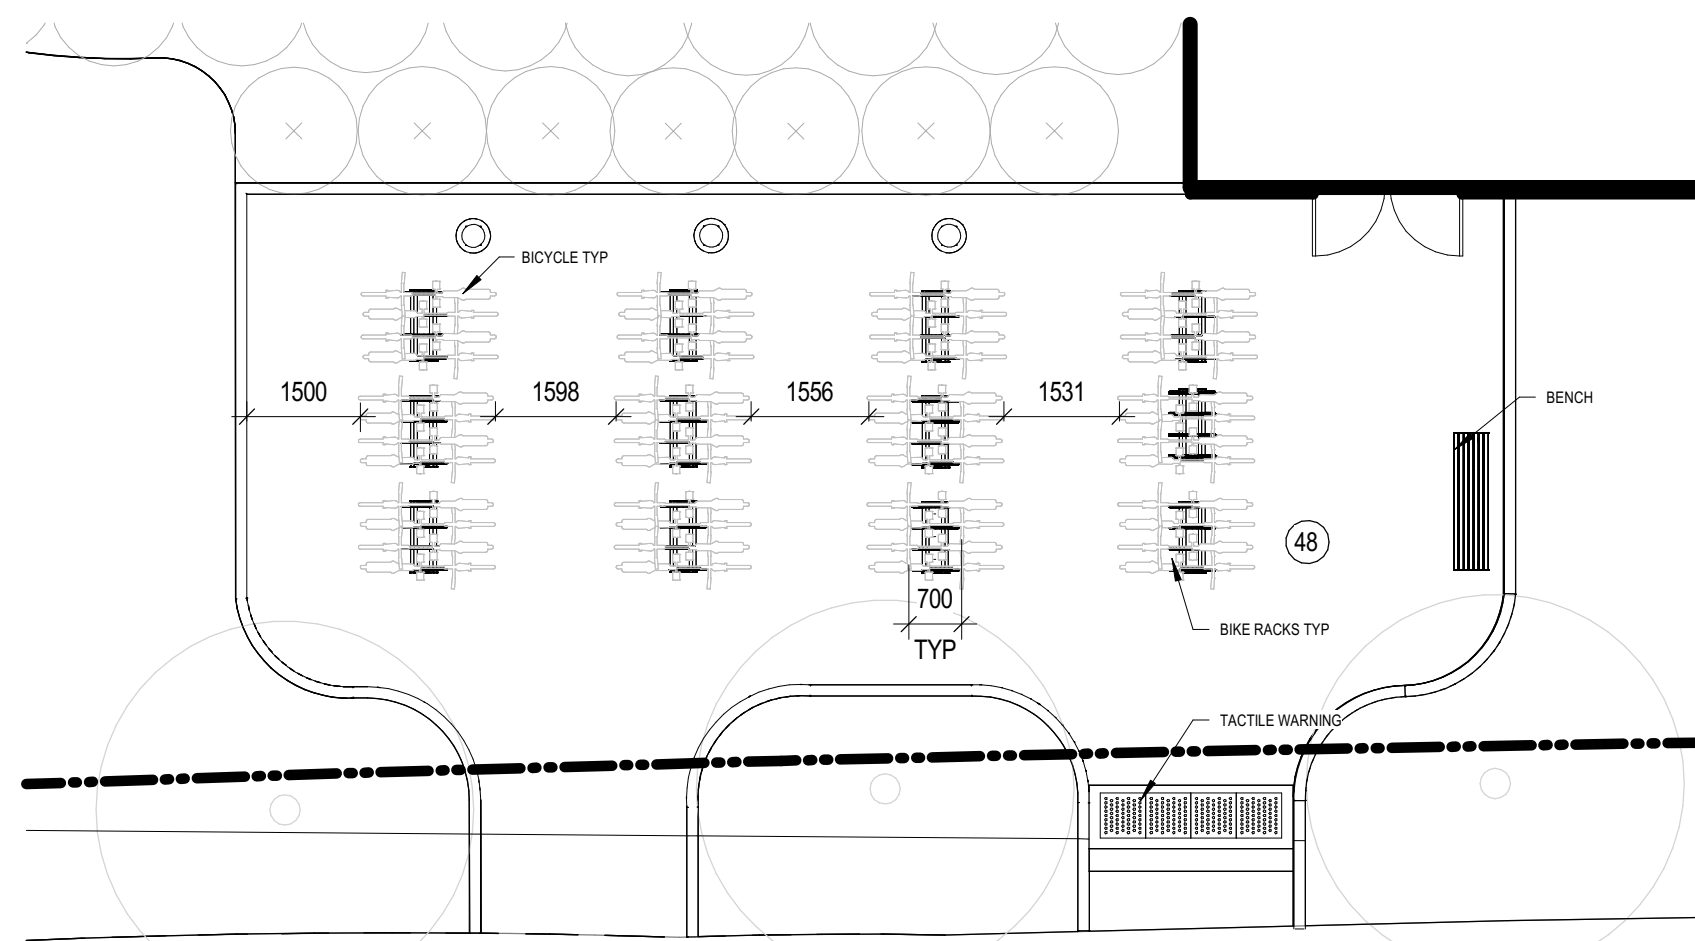 BICYCLE TYP
1500
1598
1556
1531
BENCH
48
700
TYP
BIKE RACKS TYP
TACTILE WARNING